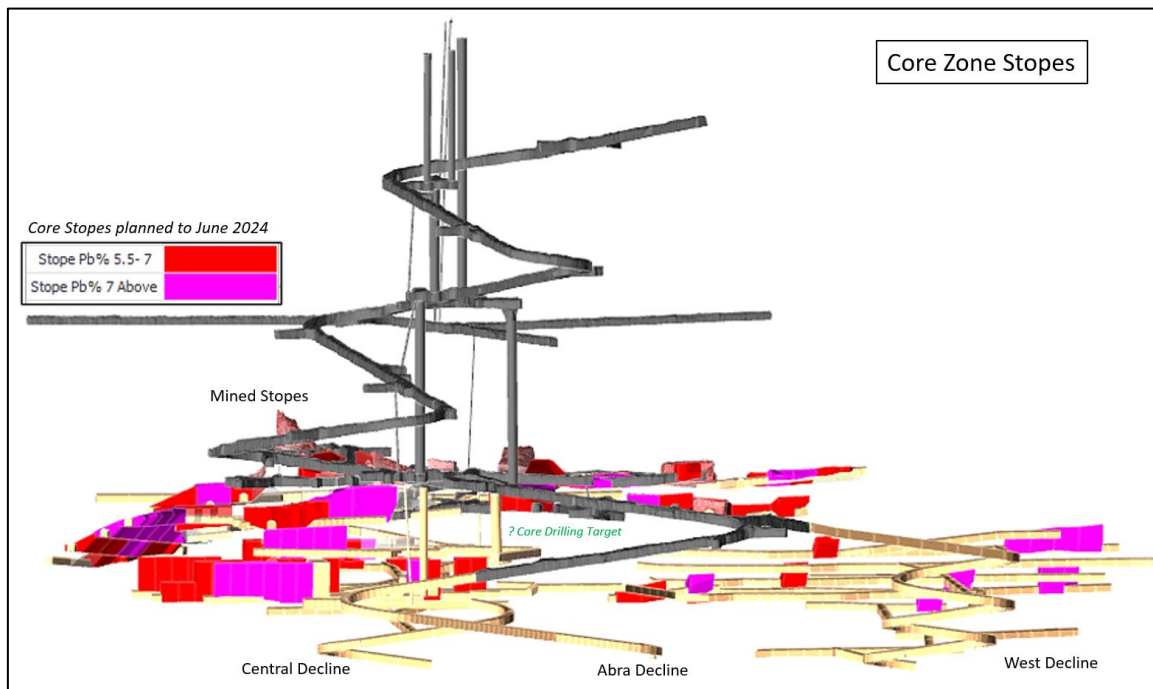 Core Zone Stopes
Core Stopes planned to June 2024
Stope Pb% 5.5- 7
Stope Pb% 7 Above
Mined Stopes
? Core Drilling Target
Central Decline
Abra Decline
West Decline